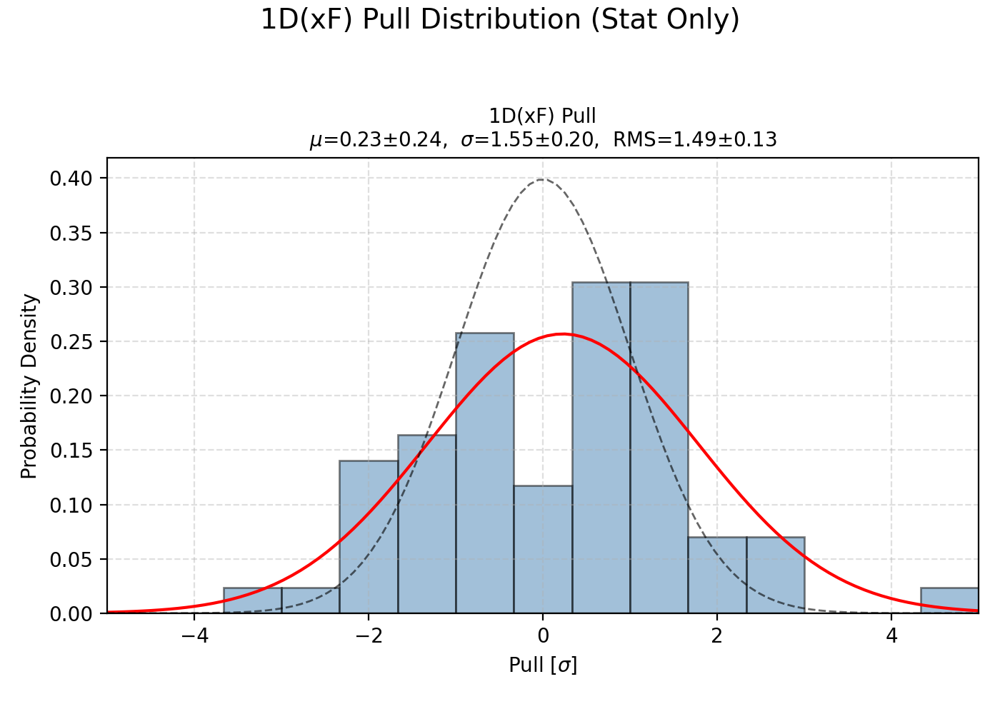 1D(xF) Pull Distribution (Stat Only)
1D(xF) Pull
μ=0.23±0.24,  σ=1.55±0.20,  RMS=1.49±0.13
Probability Density
0.40
0.35
0.30
0.25
0.20
0.15
0.10
0.05
0.00
−4 −2 0 2 4
Pull [σ]